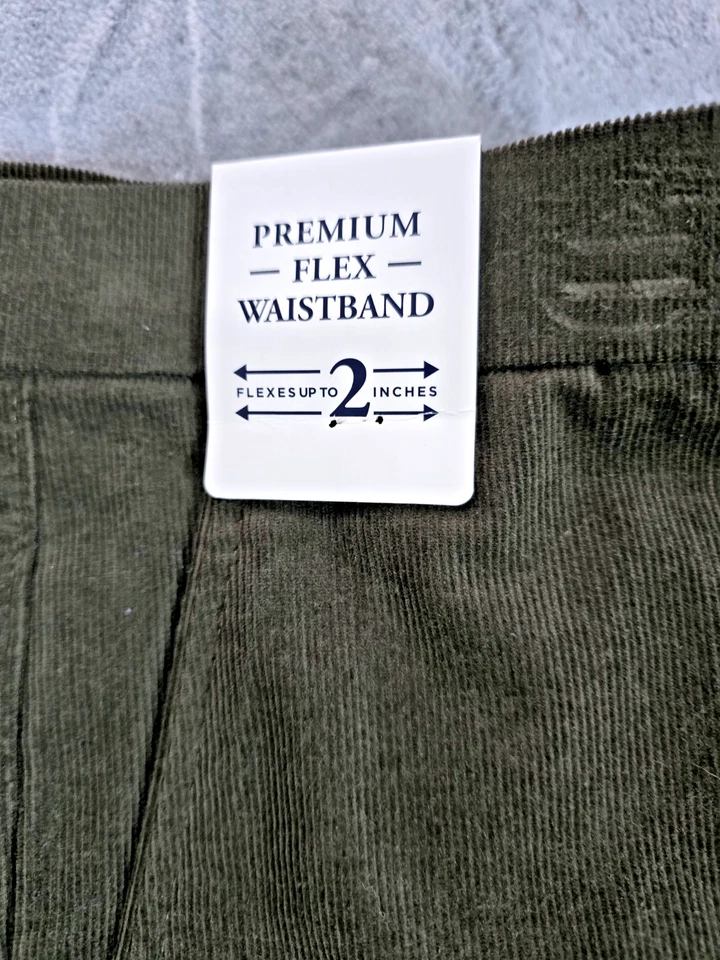 PREMIUM
— FLEX —
WAISTBAND
FLEXES UP TO 2 INCHES